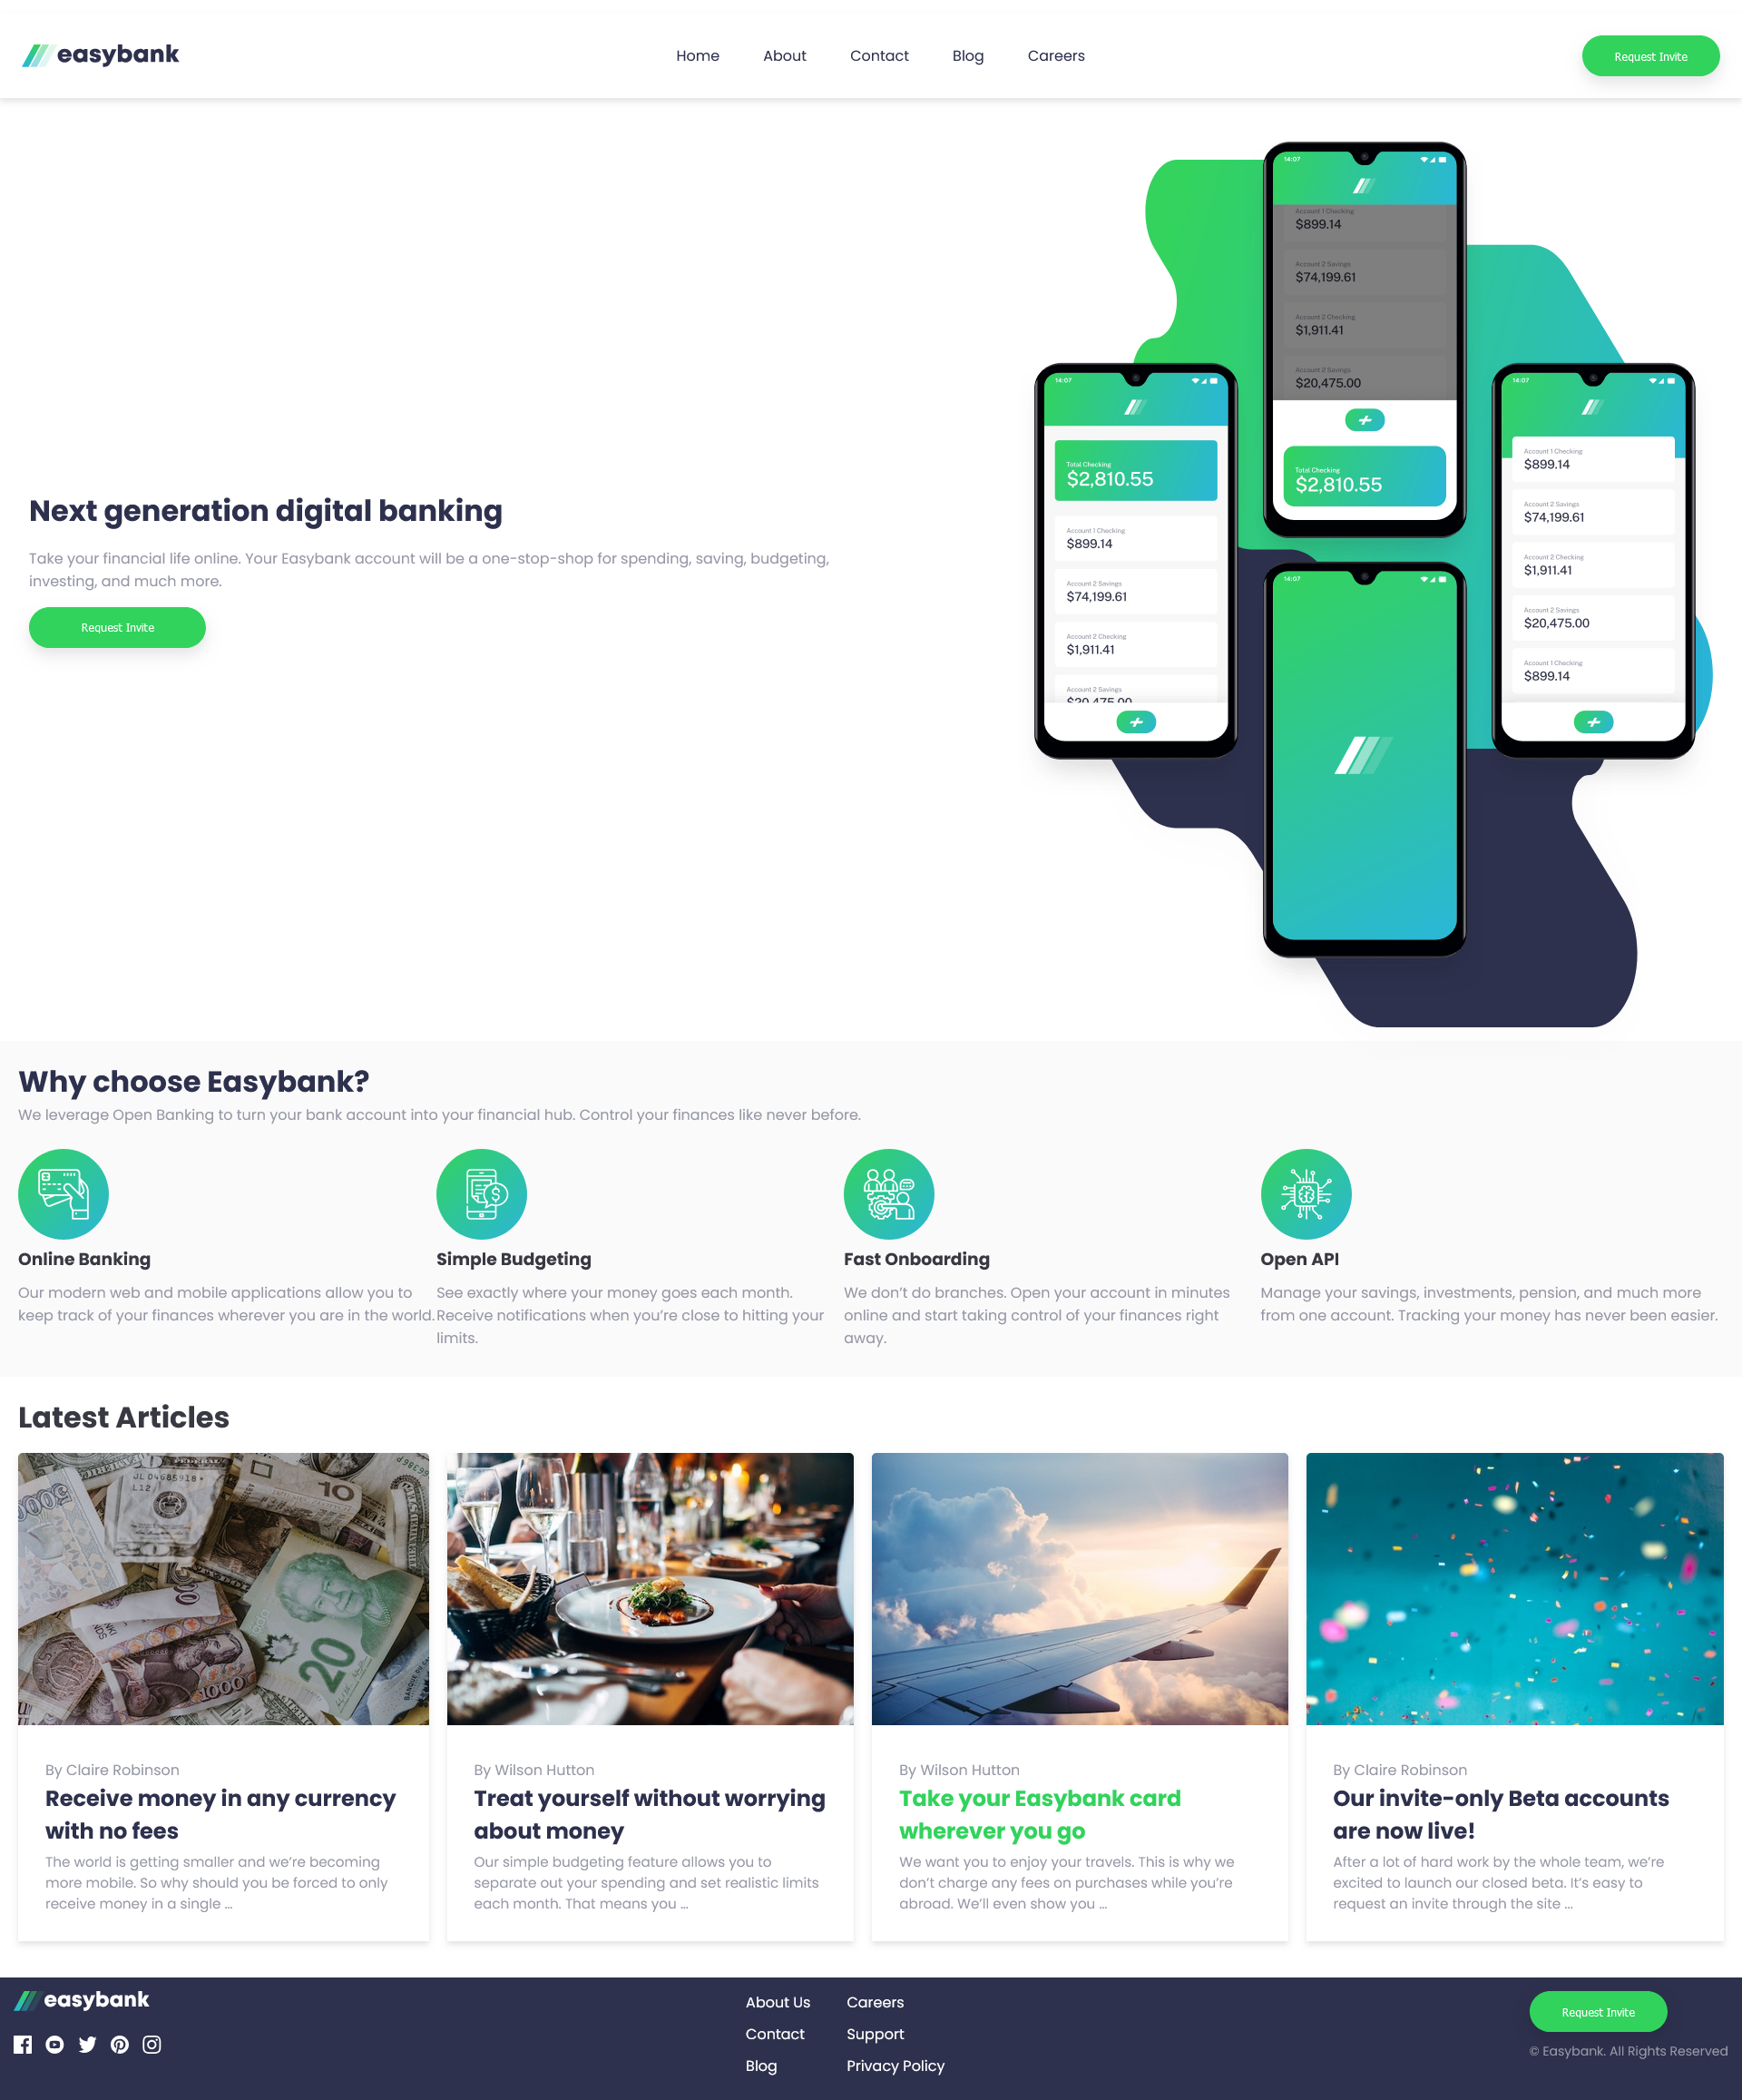 easybank
Home About Contact Blog Careers
Request Invite
14:07
Account 1 Checking
$899.14
Account 2 Savings
$74,199.61
Account 2 Checking
$1,911.41
Account 2 Savings
$20,475.00
Total Checking
$2,810.55
14:07
Total Checking
$2,810.55
Account 1 Checking
$899.14
Account 2 Savings
$74,199.61
Account 2 Checking
$1,911.41
Account 2 Savings
$20,475.00
14:07
Account 1 Checking
$899.14
Account 2 Savings
$74,199.61
Account 2 Checking
$1,911.41
Account 2 Savings
$20,475.00
Account 1 Checking
$899.14
14:07
Next generation digital banking
Take your financial life online. Your Easybank account will be a one-stop-shop for spending, saving, budgeting,
investing, and much more.
Request Invite
Why choose Easybank?
We leverage Open Banking to turn your bank account into your financial hub. Control your finances like never before.
Online Banking
Our modern web and mobile applications allow you to
keep track of your finances wherever you are in the world.
Simple Budgeting
See exactly where your money goes each month.
Receive notifications when you’re close to hitting your
limits.
Fast Onboarding
We don’t do branches. Open your account in minutes
online and start taking control of your finances right
away.
Open API
Manage your savings, investments, pension, and much more
from one account. Tracking your money has never been easier.
Latest Articles
JL 04685918
L12
10
20
1000
5000
By Claire Robinson
Receive money in any currency
with no fees
The world is getting smaller and we’re becoming
more mobile. So why should you be forced to only
receive money in a single …
By Wilson Hutton
Treat yourself without worrying
about money
Our simple budgeting feature allows you to
separate out your spending and set realistic limits
each month. That means you …
By Wilson Hutton
Take your Easybank card
wherever you go
We want you to enjoy your travels. This is why we
don’t charge any fees on purchases while you’re
abroad. We’ll even show you …
By Claire Robinson
Our invite-only Beta accounts
are now live!
After a lot of hard work by the whole team, we’re
excited to launch our closed beta. It’s easy to
request an invite through the site …
easybank
About Us
Contact
Blog
Careers
Support
Privacy Policy
Request Invite
© Easybank. All Rights Reserved